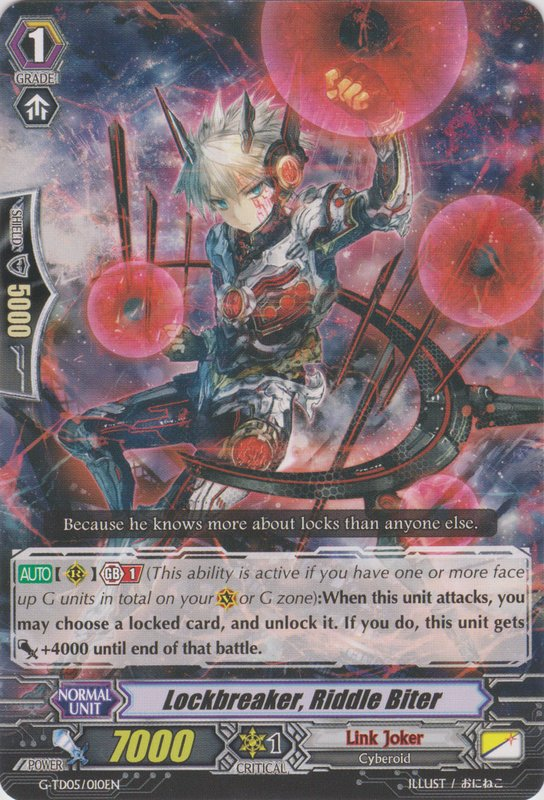 1
GRADE
SHIELD
5000
Because he knows more about locks than anyone else.
AUTO【 R 】GB 1 (This ability is active if you have one or more face
up G units in total on your V or G zone):When this unit attacks, you
may choose a locked card, and unlock it. If you do, this unit gets
+4000 until end of that battle.
NORMAL
UNIT
Lockbreaker, Riddle Biter
POWER
7000
1
CRITICAL
Link Joker
Cyberoid
G-TD05/010EN
ILLUST / おにねこ